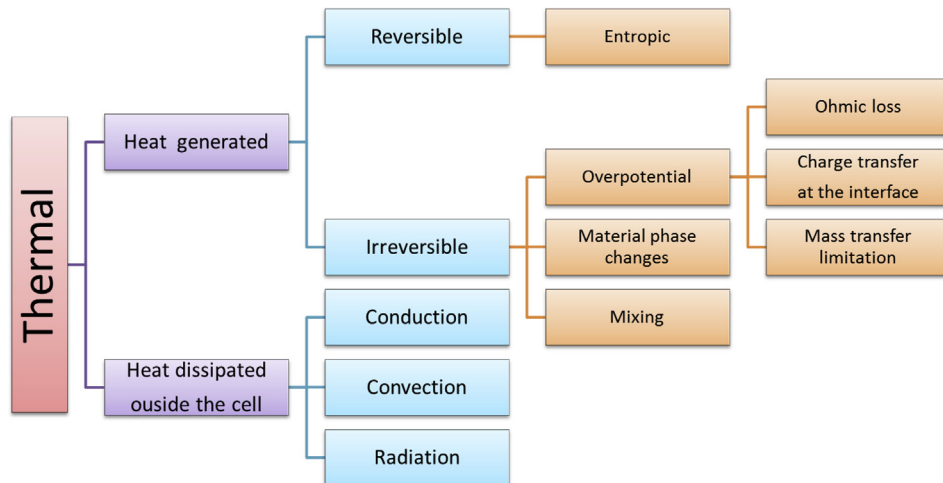 Thermal
Heat generated
Reversible
Entropic
Irreversible
Overpotential
Ohmic loss
Charge transfer
at the interface
Mass transfer
limitation
Material phase
changes
Mixing
Heat dissipated
ouside the cell
Conduction
Convection
Radiation